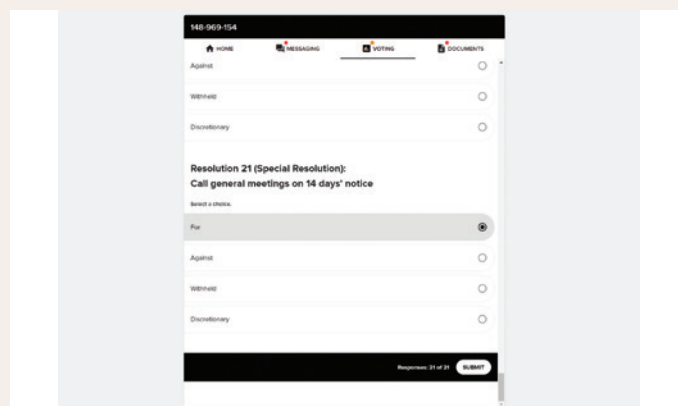 148-969-154
HOME MESSAGING VOTING DOCUMENTS
Against
Withheld
Discretionary
Resolution 21 (Special Resolution):
Call general meetings on 14 days' notice
Select a choice.
For
Against
Withheld
Discretionary
Responses: 21 of 21 SUBMIT